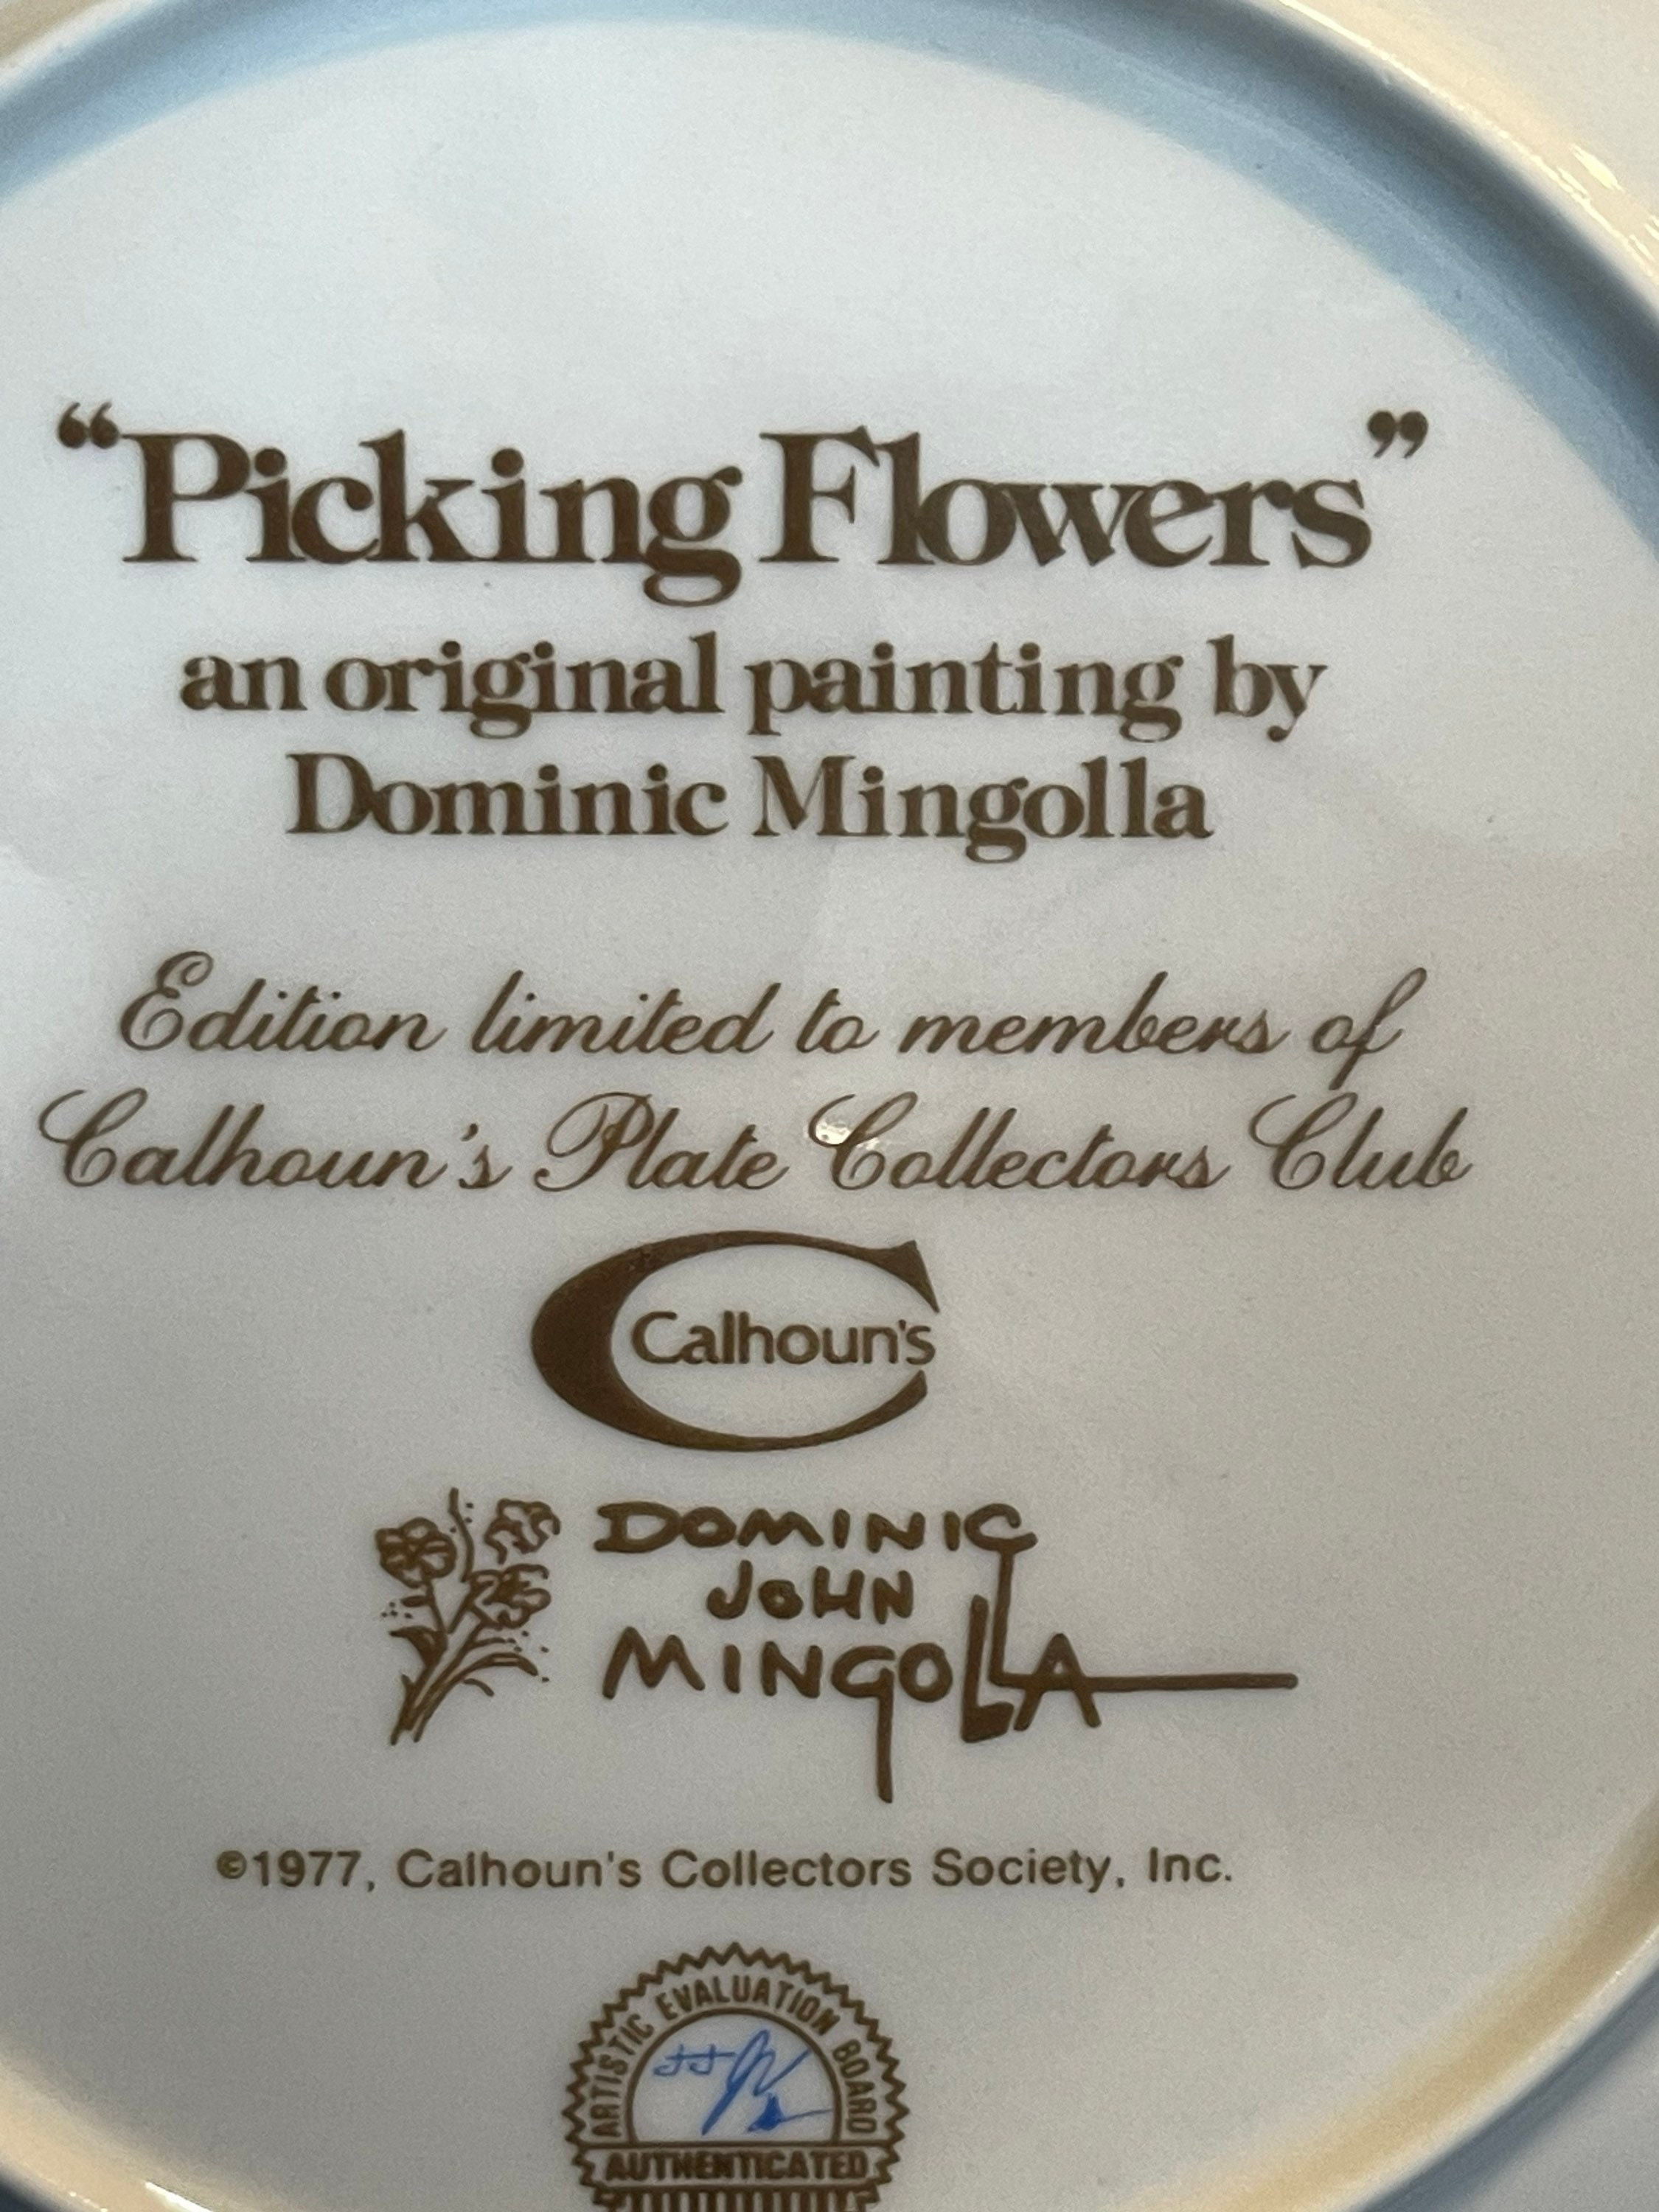 “Picking Flowers”
an original painting by
Dominic Mingolla
Edition limited to members of
Calhoun's Plate Collectors Club
Calhoun's
DOMINIC
JOHN
MINGOLLA
©1977, Calhoun's Collectors Society, Inc.
ARTISTIC EVALUATION BOARD
AUTHENTICATED